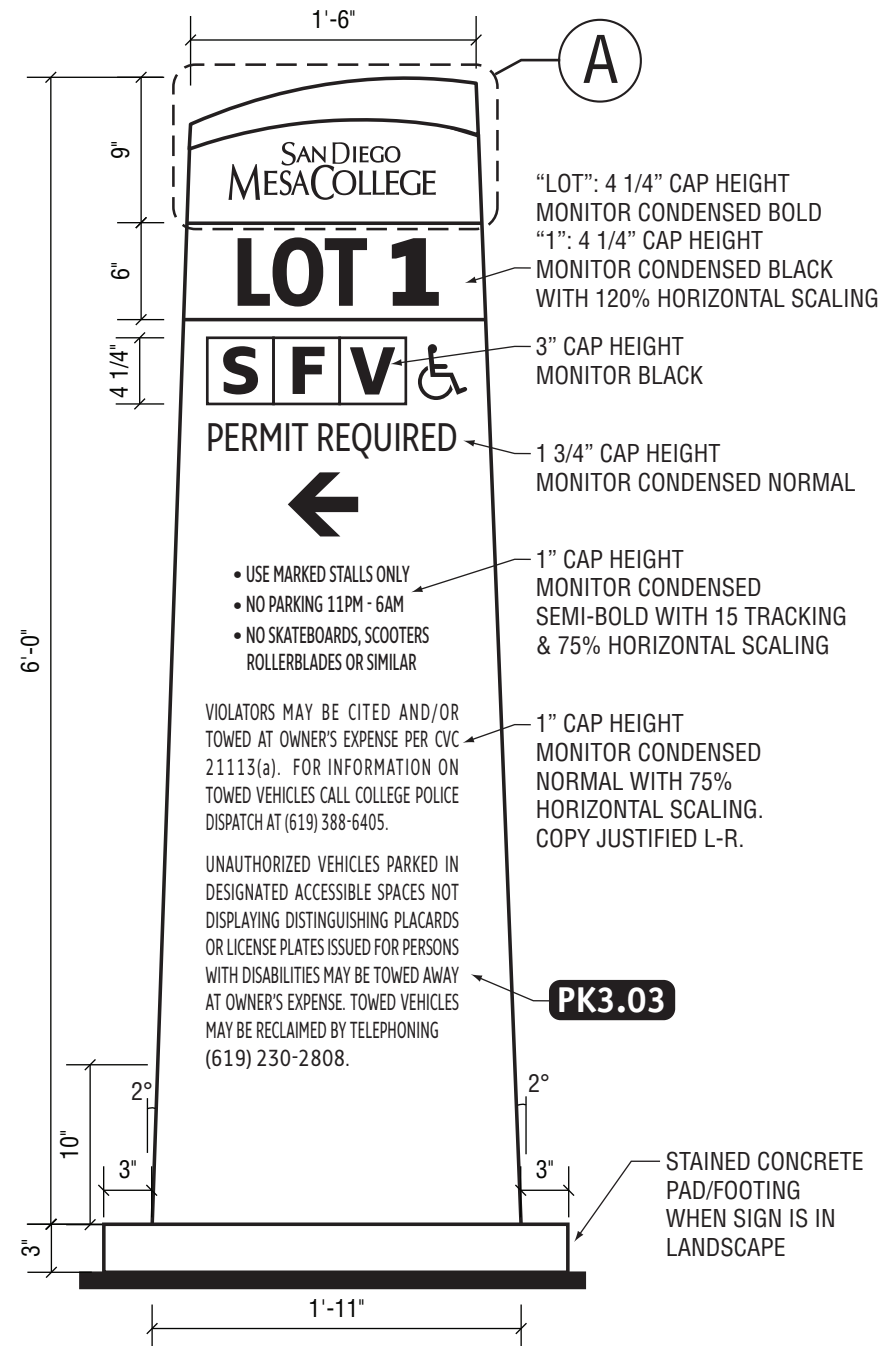 1'-6"
A
9"
SAN DIEGO
MESA COLLEGE
“LOT”: 4 1/4” CAP HEIGHT
MONITOR CONDENSED BOLD
“1”: 4 1/4” CAP HEIGHT
MONITOR CONDENSED BLACK
WITH 120% HORIZONTAL SCALING
6"
LOT 1
4 1/4"
S F V
3” CAP HEIGHT
MONITOR BLACK
PERMIT REQUIRED
1 3/4” CAP HEIGHT
MONITOR CONDENSED NORMAL
6'-0"
• USE MARKED STALLS ONLY
• NO PARKING 11PM - 6AM
• NO SKATEBOARDS, SCOOTERS
ROLLERBLADES OR SIMILAR
1” CAP HEIGHT
MONITOR CONDENSED
SEMI-BOLD WITH 15 TRACKING
& 75% HORIZONTAL SCALING
VIOLATORS MAY BE CITED AND/OR
TOWED AT OWNER'S EXPENSE PER CVC
21113(a). FOR INFORMATION ON
TOWED VEHICLES CALL COLLEGE POLICE
DISPATCH AT (619) 388-6405.
1” CAP HEIGHT
MONITOR CONDENSED
NORMAL WITH 75%
HORIZONTAL SCALING.
COPY JUSTIFIED L-R.
UNAUTHORIZED VEHICLES PARKED IN
DESIGNATED ACCESSIBLE SPACES NOT
DISPLAYING DISTINGUISHING PLACARDS
OR LICENSE PLATES ISSUED FOR PERSONS
WITH DISABILITIES MAY BE TOWED AWAY
AT OWNER'S EXPENSE. TOWED VEHICLES
MAY BE RECLAIMED BY TELEPHONING
(619) 230-2808.
PK3.03
2°
2°
10"
3"
3"
STAINED CONCRETE
PAD/FOOTING
WHEN SIGN IS IN
LANDSCAPE
3"
1'-11"